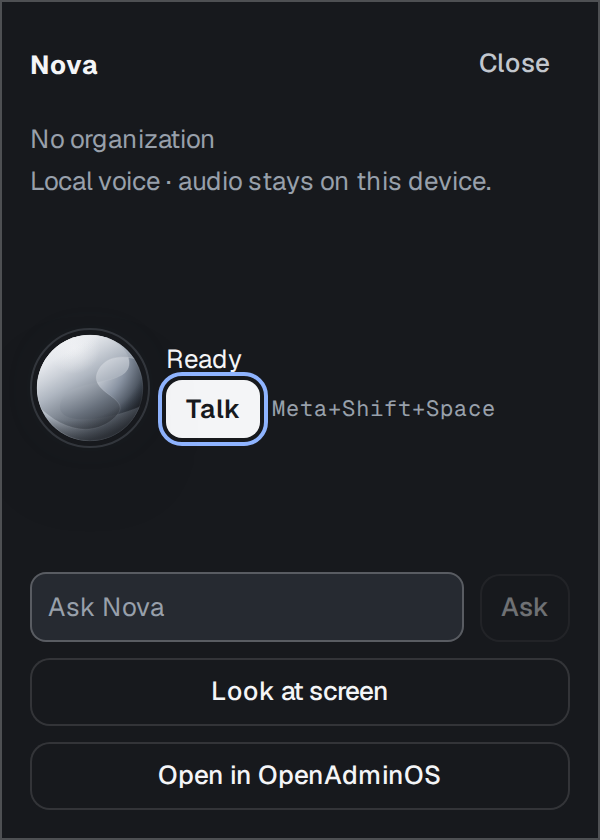 Nova
Close
No organization
Local voice · audio stays on this device.
Ready
Talk
Meta+Shift+Space
Ask Nova
Ask
Look at screen
Open in OpenAdminOS